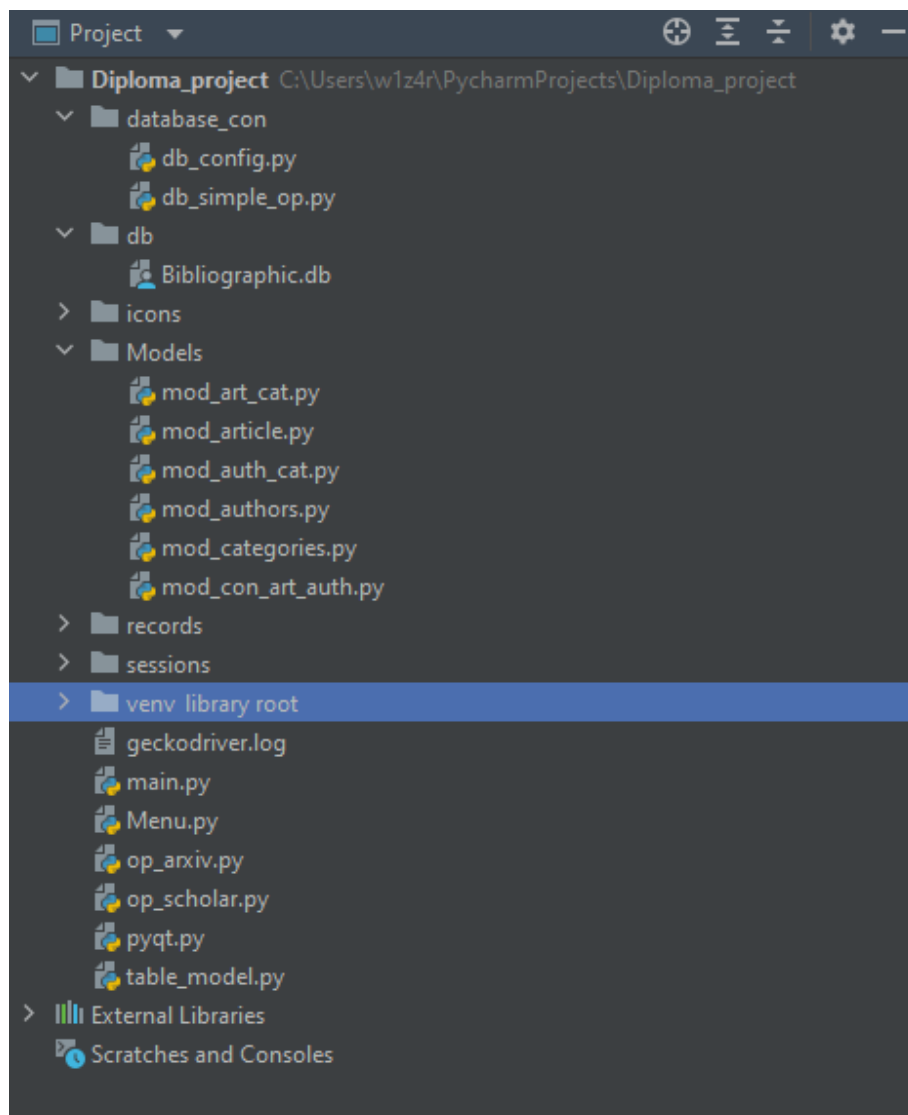 Project
Diploma_project C:\Users\w1z4r\PycharmProjects\Diploma_project
database_con
db_config.py
db_simple_op.py
db
Bibliographic.db
icons
Models
mod_art_cat.py
mod_article.py
mod_auth_cat.py
mod_authors.py
mod_categories.py
mod_con_art_auth.py
records
sessions
venv library root
geckodriver.log
main.py
Menu.py
op_arxiv.py
op_scholar.py
pyqt.py
table_model.py
External Libraries
Scratches and Consoles